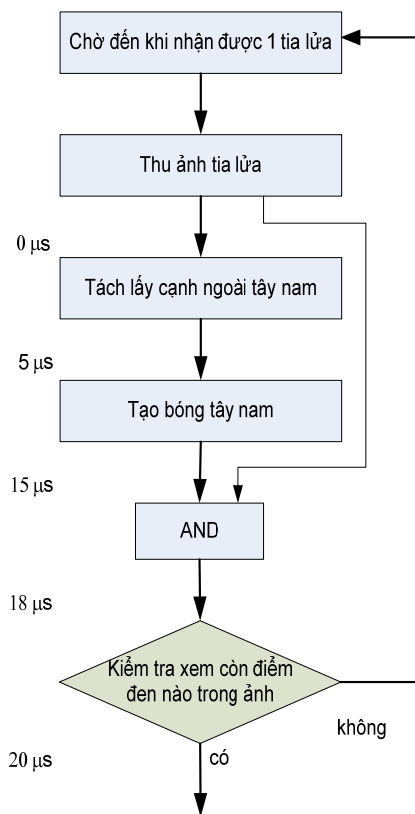 Chờ đến khi nhận được 1 tia lửa
Thu ảnh tia lửa
0 µs
Tách lấy cạnh ngoài tây nam
5 µs
Tạo bóng tây nam
15 µs
AND
18 µs
Kiểm tra xem còn điểm
đen nào trong ảnh
không
có
20 µs